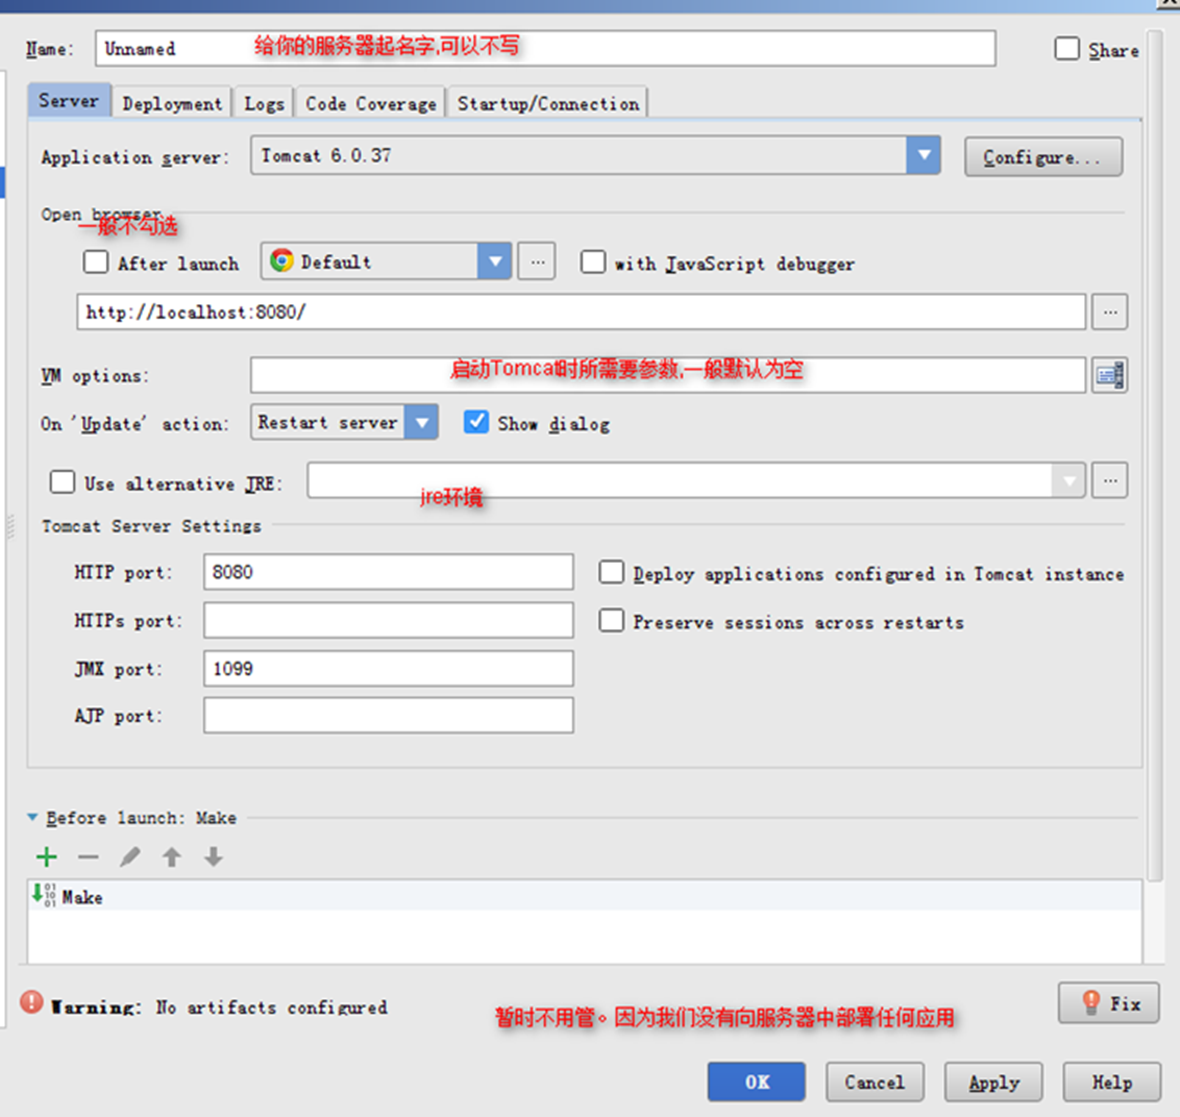 Name: Unnamed 给你的服务器起名字,可以不写 Share
Server Deployment Logs Code Coverage Startup/Connection
Application server: Tomcat 6.0.37 Configure...
Open browser
一般不勾选
After launch Default ... with JavaScript debugger
http://localhost:8080/ ...
VM options: 启动Tomcat时所需要参数,一般默认为空
On 'Update' action: Restart server Show dialog
Use alternative JRE: ...
jre环境
Tomcat Server Settings
HTTP port: 8080 Deploy applications configured in Tomcat instance
HTTPs port: Preserve sessions across restarts
JMX port: 1099
AJP port:
Before launch: Make
Make
Warning: No artifacts configured 暂时不用管。因为我们没有向服务器中部署任何应用 Fix
OK Cancel Apply Help